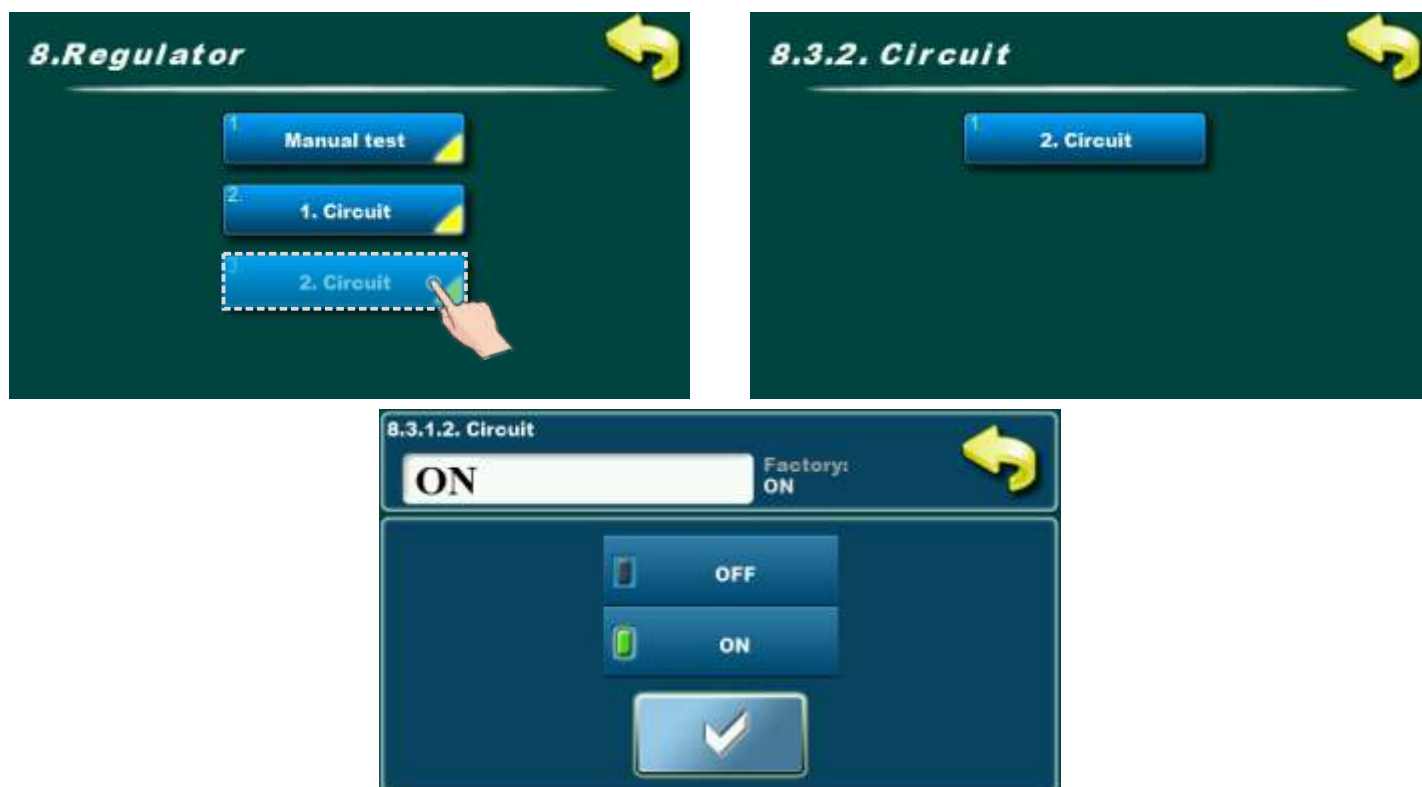 8.Regulator
1. Manual test
2. 1. Circuit
3. 2. Circuit
8.3.2. Circuit
1. 2. Circuit
8.3.1.2. Circuit
ON
Factory:
ON
OFF
ON